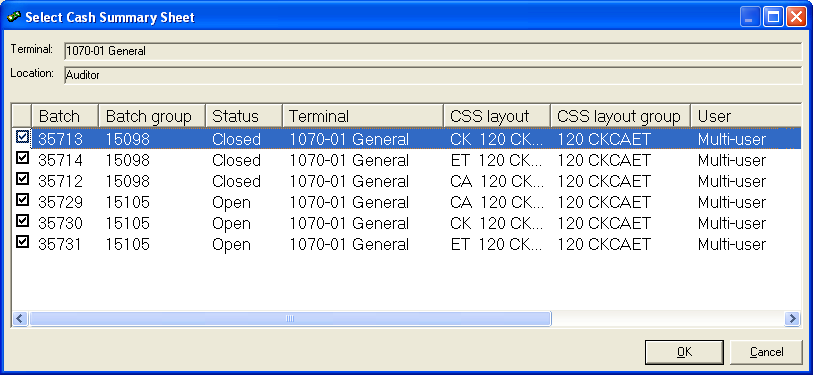 Select Cash Summary Sheet
Terminal: 1070-01 General
Location: Auditor
Batch Batch group Status Terminal CSS layout CSS layout group User
35713 15098 Closed 1070-01 General CK 120 CK... 120 CKCAET Multi-user
35714 15098 Closed 1070-01 General ET 120 CK... 120 CKCAET Multi-user
35712 15098 Closed 1070-01 General CA 120 CK... 120 CKCAET Multi-user
35729 15105 Open 1070-01 General CA 120 CK... 120 CKCAET Multi-user
35730 15105 Open 1070-01 General CK 120 CK... 120 CKCAET Multi-user
35731 15105 Open 1070-01 General ET 120 CK... 120 CKCAET Multi-user
OK Cancel